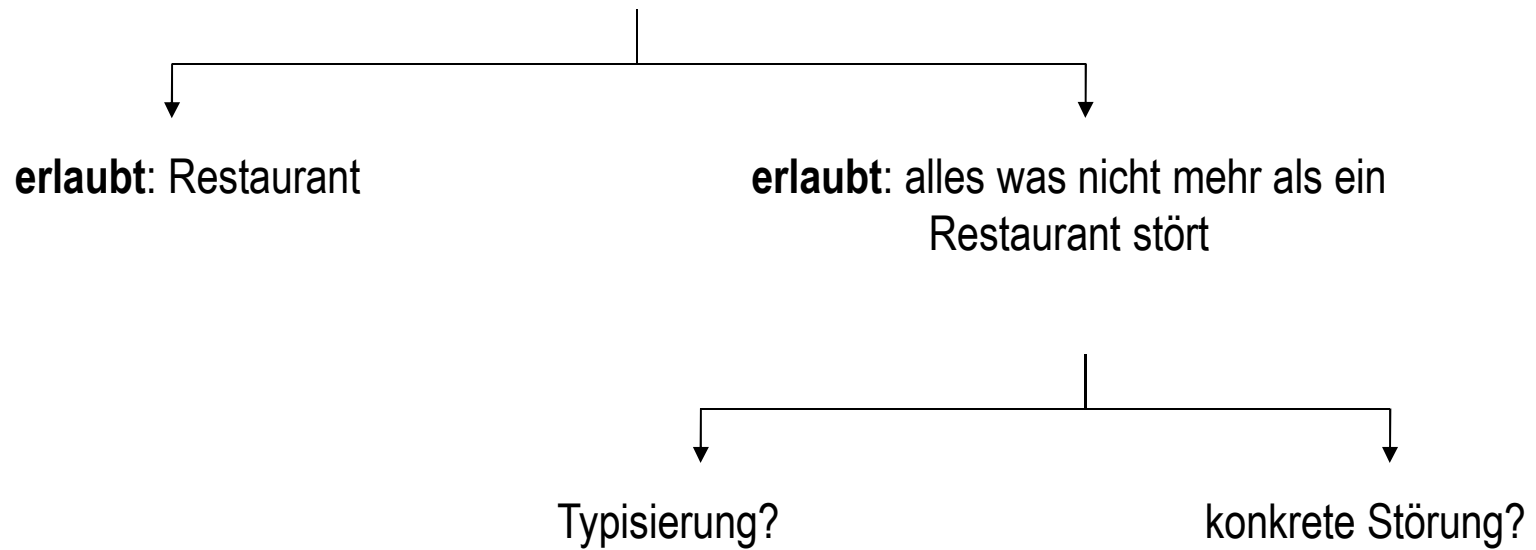 erlaubt: Restaurant
erlaubt: alles was nicht mehr als ein
Restaurant stört
Typisierung?
konkrete Störung?